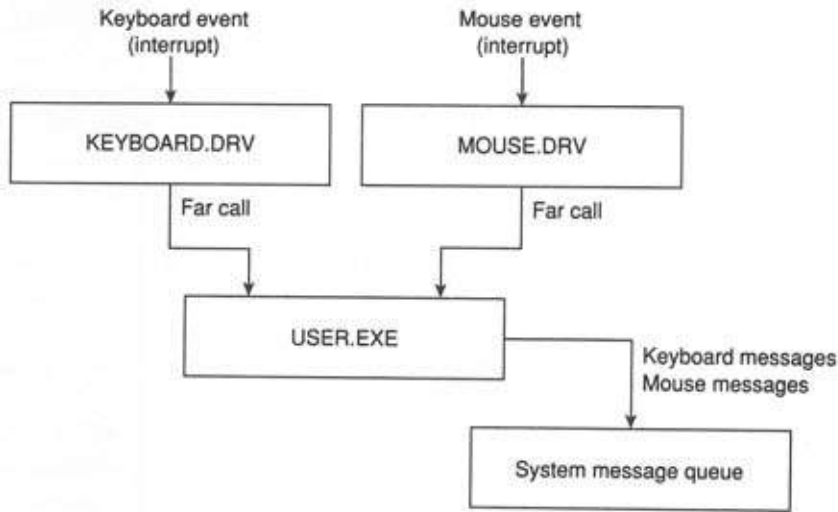 Keyboard event
(interrupt)
Mouse event
(interrupt)
KEYBOARD.DRV
MOUSE.DRV
Far call
Far call
USER.EXE
Keyboard messages
Mouse messages
System message queue